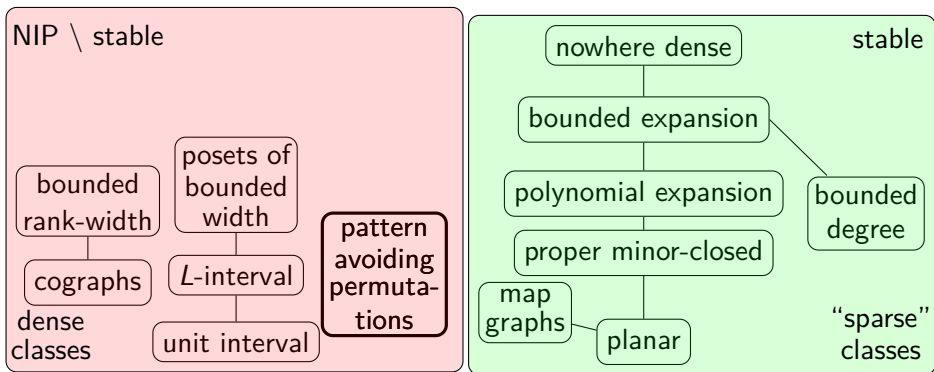 NIP \ stable
posets of
bounded
width
bounded
rank-width
pattern
avoiding
permuta-
tions
cographs
L-interval
unit interval
dense
classes
stable
nowhere dense
bounded expansion
polynomial expansion
bounded
degree
proper minor-closed
map
graphs
planar
“sparse”
classes